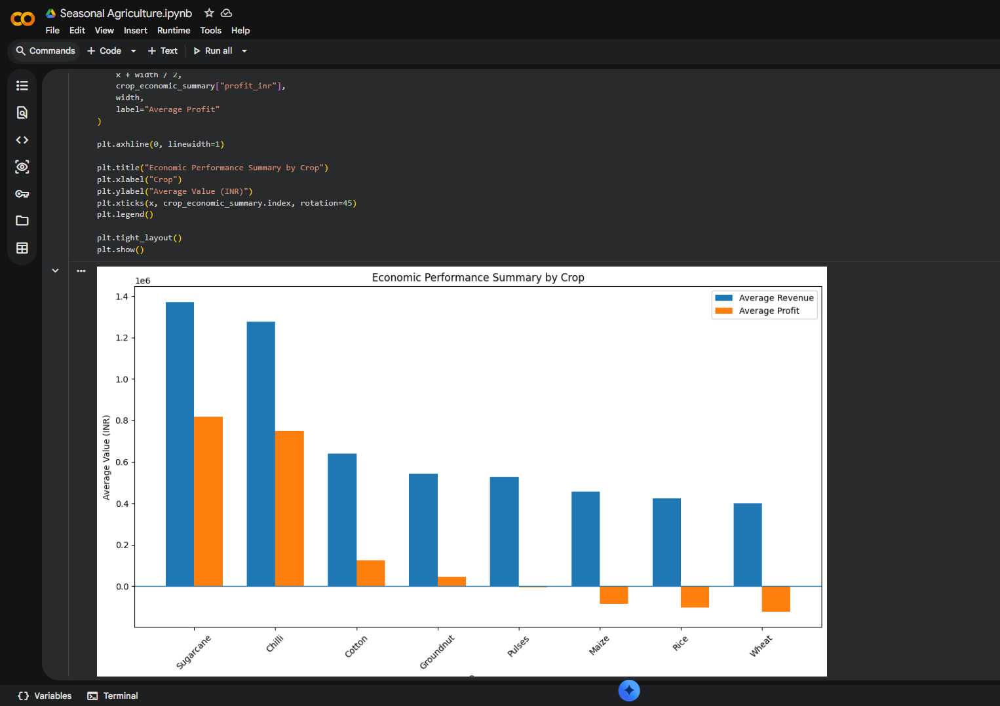 Seasonal Agriculture.ipynb
File Edit View Insert Runtime Tools Help
Commands + Code + Text Run all
x + width / 2,
crop_economic_summary["profit_inr"],
width,
label="Average Profit"
)
plt.axhline(0, linewidth=1)
plt.title("Economic Performance Summary by Crop")
plt.xlabel("Crop")
plt.ylabel("Average Value (INR)")
plt.xticks(x, crop_economic_summary.index, rotation=45)
plt.legend()
plt.tight_layout()
plt.show()
Economic Performance Summary by Crop
1e6
Average Revenue
Average Profit
1.4
1.2
1.0
0.8
0.6
0.4
0.2
0.0
Average Value (INR)
Sugarcane Chilli Cotton Groundnut Pulses Maize Rice Wheat
{} Variables Terminal